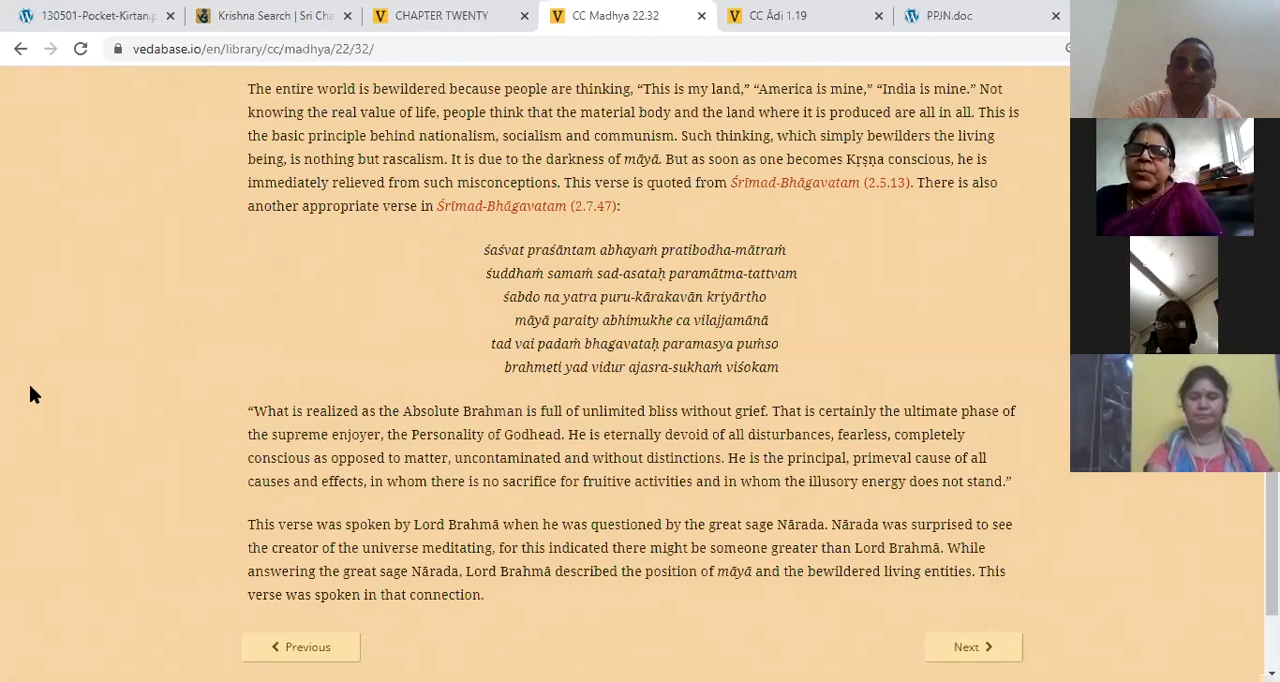 130501-Pocket-Kirtan.p
Krishna Search | Sri Cha
CHAPTER TWENTY
CC Madhya 22.32
CC Ādi 1.19
PPJN.doc
vedabase.io/en/library/cc/madhya/22/32/
The entire world is bewildered because people are thinking, “This is my land,” “America is mine,” “India is mine.” Not
knowing the real value of life, people think that the material body and the land where it is produced are all in all. This is
the basic principle behind nationalism, socialism and communism. Such thinking, which simply bewilders the living
being, is nothing but rascalism. It is due to the darkness of māyā. But as soon as one becomes Kṛṣṇa conscious, he is
immediately relieved from such misconceptions. This verse is quoted from Śrīmad-Bhāgavatam (2.5.13). There is also
another appropriate verse in Śrīmad-Bhāgavatam (2.7.47):
śaśvat praśāntam abhayaṁ pratibodha-mātraṁ
śuddhaṁ samaṁ sad-asataḥ paramātma-tattvam
śabdo na yatra puru-kārakavān kriyārtho
māyā paraity abhimukhe ca vilajjamānā
tad vai padaṁ bhagavataḥ paramasya puṁso
brahmeti yad vidur ajasra-sukhaṁ viśokam
“What is realized as the Absolute Brahman is full of unlimited bliss without grief. That is certainly the ultimate phase of
the supreme enjoyer, the Personality of Godhead. He is eternally devoid of all disturbances, fearless, completely
conscious as opposed to matter, uncontaminated and without distinctions. He is the principal, primeval cause of all
causes and effects, in whom there is no sacrifice for fruitive activities and in whom the illusory energy does not stand.”
This verse was spoken by Lord Brahmā when he was questioned by the great sage Nārada. Nārada was surprised to see
the creator of the universe meditating, for this indicated there might be someone greater than Lord Brahmā. While
answering the great sage Nārada, Lord Brahmā described the position of māyā and the bewildered living entities. This
verse was spoken in that connection.
Previous
Next